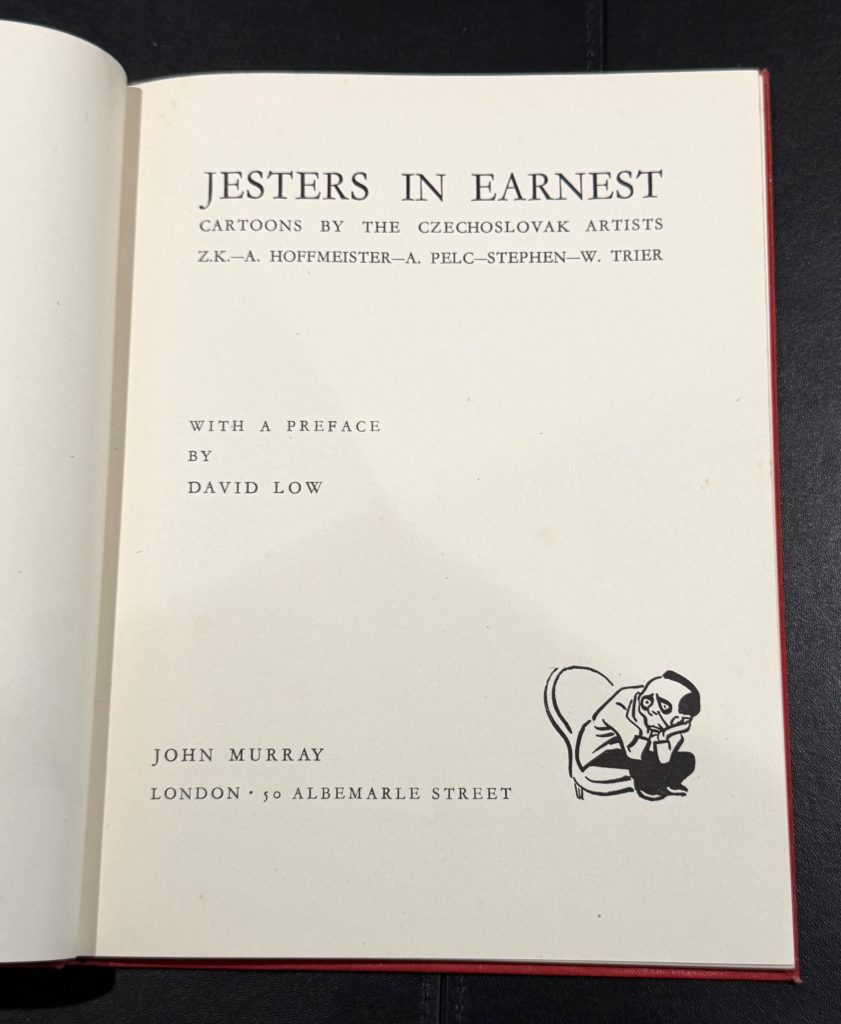 JESTERS IN EARNEST
CARTOONS BY THE CZECHOSLOVAK ARTISTS
Z.K.—A. HOFFMEISTER—A. PELC—STEPHEN—W. TRIER
WITH A PREFACE
BY
DAVID LOW
JOHN MURRAY
LONDON · 50 ALBEMARLE STREET